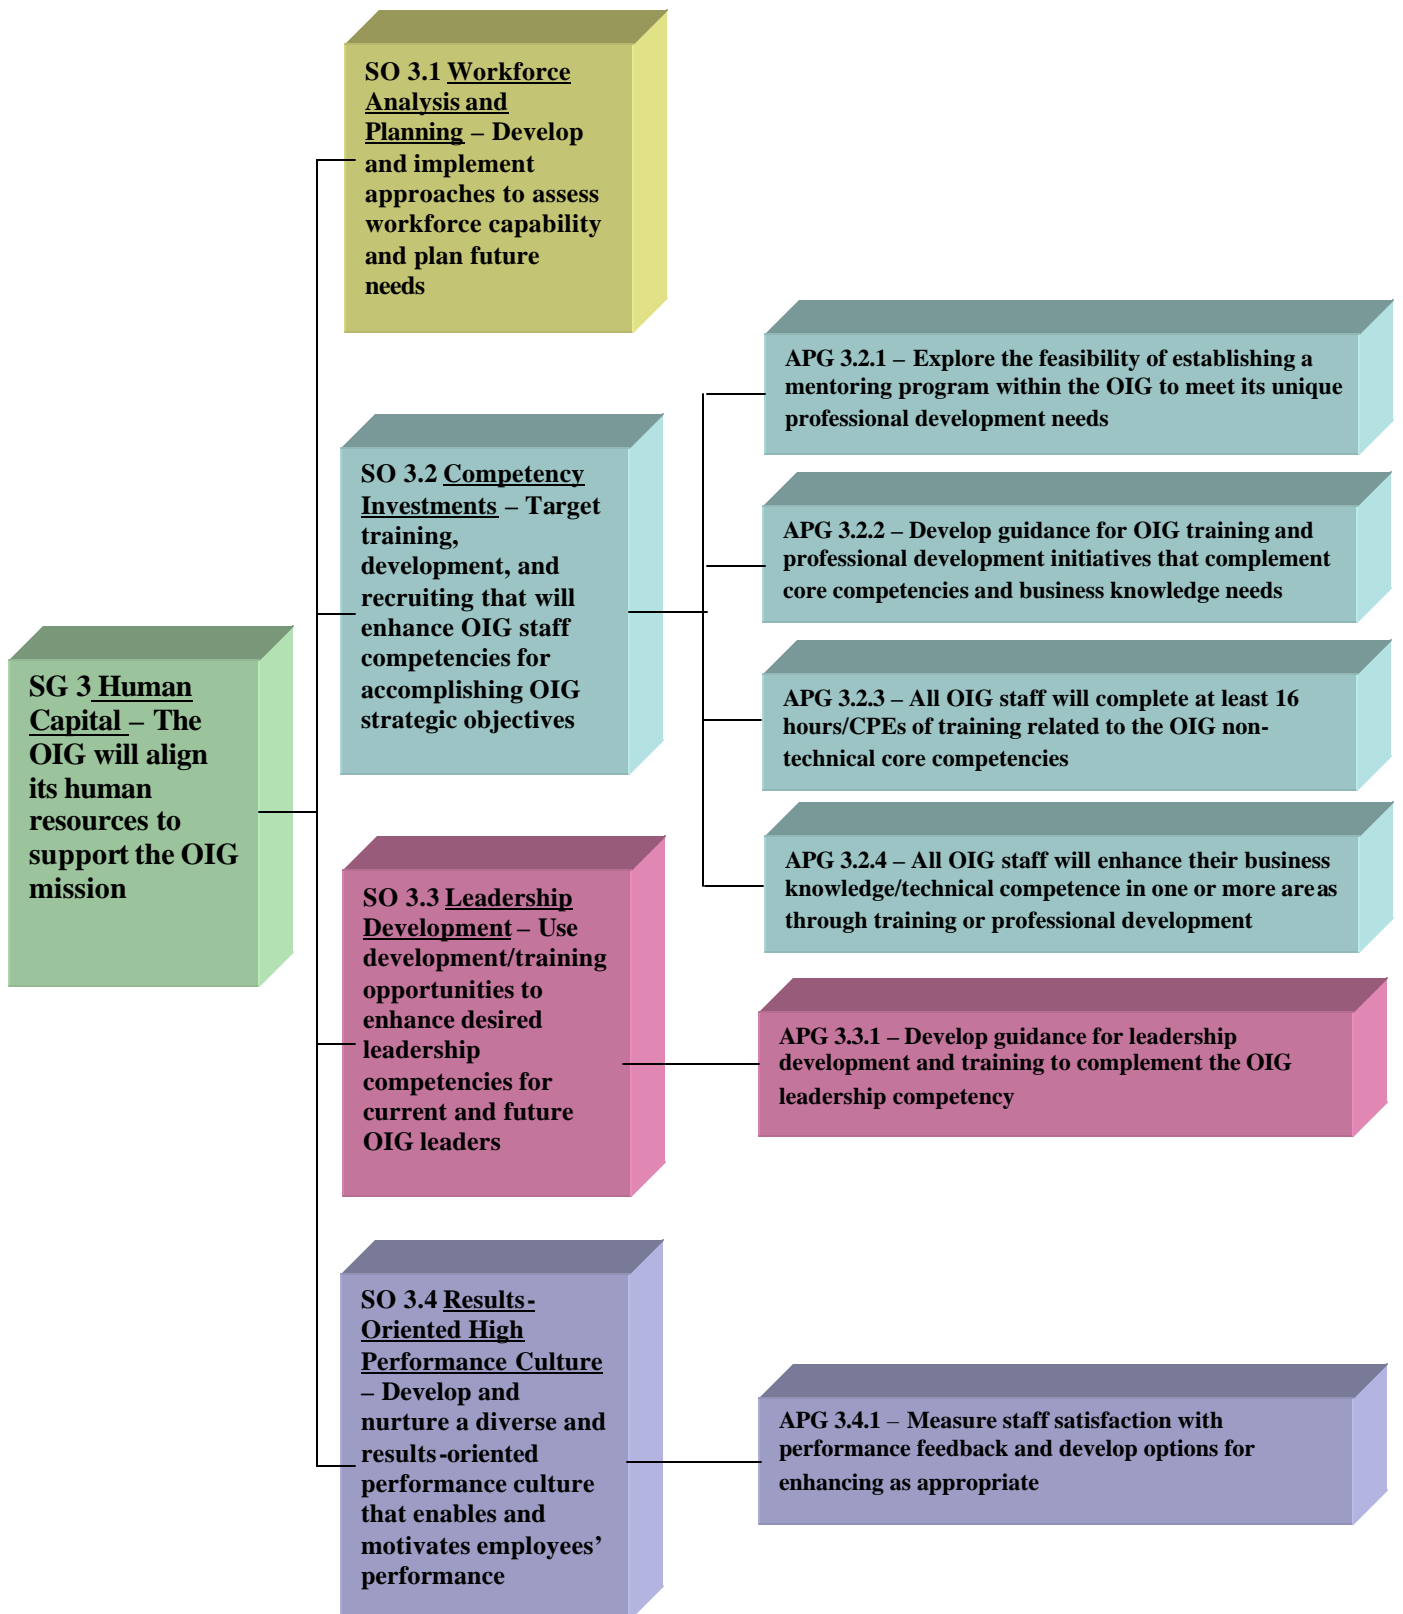 SO 3.1 Workforce
Analysis and
Planning – Develop
and implement
approaches to assess
workforce capability
and plan future
needs
APG 3.2.1 – Explore the feasibility of establishing a
mentoring program within the OIG to meet its unique
professional development needs
SO 3.2 Competency
Investments – Target
training,
development, and
recruiting that will
enhance OIG staff
competencies for
accomplishing OIG
strategic objectives
APG 3.2.2 – Develop guidance for OIG training and
professional development initiatives that complement
core competencies and business knowledge needs
SG 3 Human
Capital – The
OIG will align
its human
resources to
support the OIG
mission
APG 3.2.3 – All OIG staff will complete at least 16
hours/CPEs of training related to the OIG non-
technical core competencies
APG 3.2.4 – All OIG staff will enhance their business
knowledge/technical competence in one or more areas
through training or professional development
SO 3.3 Leadership
Development – Use
development/training
opportunities to
enhance desired
leadership
competencies for
current and future
OIG leaders
APG 3.3.1 – Develop guidance for leadership
development and training to complement the OIG
leadership competency
SO 3.4 Results-
Oriented High
Performance Culture
– Develop and
nurture a diverse and
results-oriented
performance culture
that enables and
motivates employees’
performance
APG 3.4.1 – Measure staff satisfaction with
performance feedback and develop options for
enhancing as appropriate